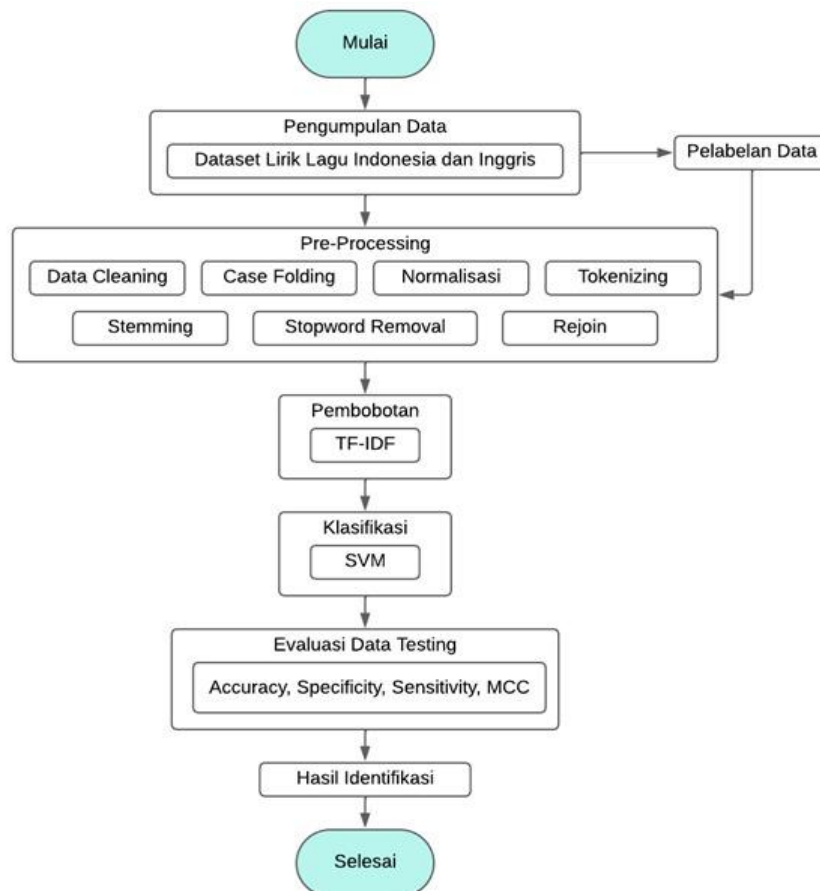 Mulai
Pengumpulan Data
Dataset Lirik Lagu Indonesia dan Inggris
Pelabelan Data
Pre-Processing
Data Cleaning
Case Folding
Normalisasi
Tokenizing
Stemming
Stopword Removal
Rejoin
Pembobotan
TF-IDF
Klasifikasi
SVM
Evaluasi Data Testing
Accuracy, Specificity, Sensitivity, MCC
Hasil Identifikasi
Selesai